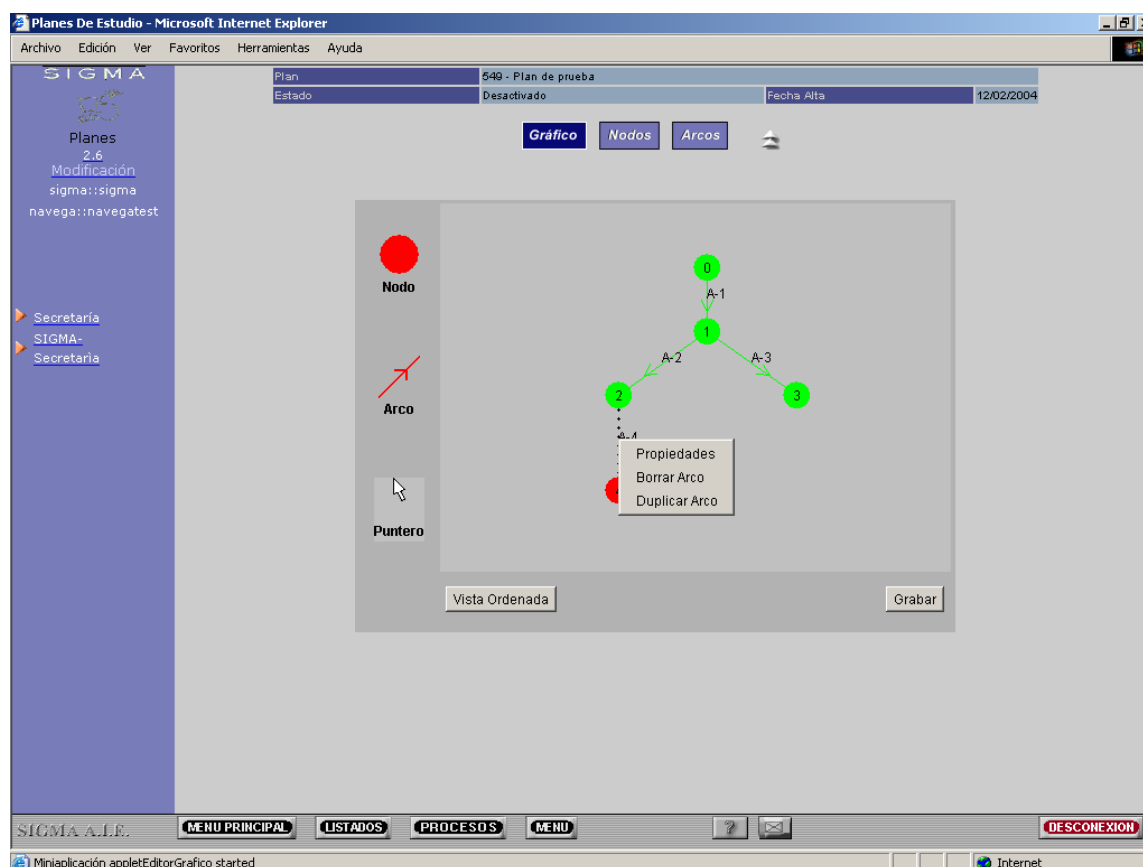 Planes De Estudio - Microsoft Internet Explorer
Archivo Edición Ver Favoritos Herramientas Ayuda
SIGMA
Planes
2.6
Modificación
sigma::sigma
navega::navegatest
Secretaría
SIGMA-
Secretarìa
Plan 549 - Plan de prueba
Estado Desactivado Fecha Alta 12/02/2004
Gráfico Nodos Arcos
Nodo
Arco
Puntero
0
A-1
1
A-2 A-3
2 3
A-4
Propiedades
Borrar Arco
Duplicar Arco
Vista Ordenada Grabar
SIGMA A.I.E. MENU PRINCIPAL LISTADOS PROCESOS MENU ? DESCONEXION
Miniaplicación appletEditorGrafico started Internet